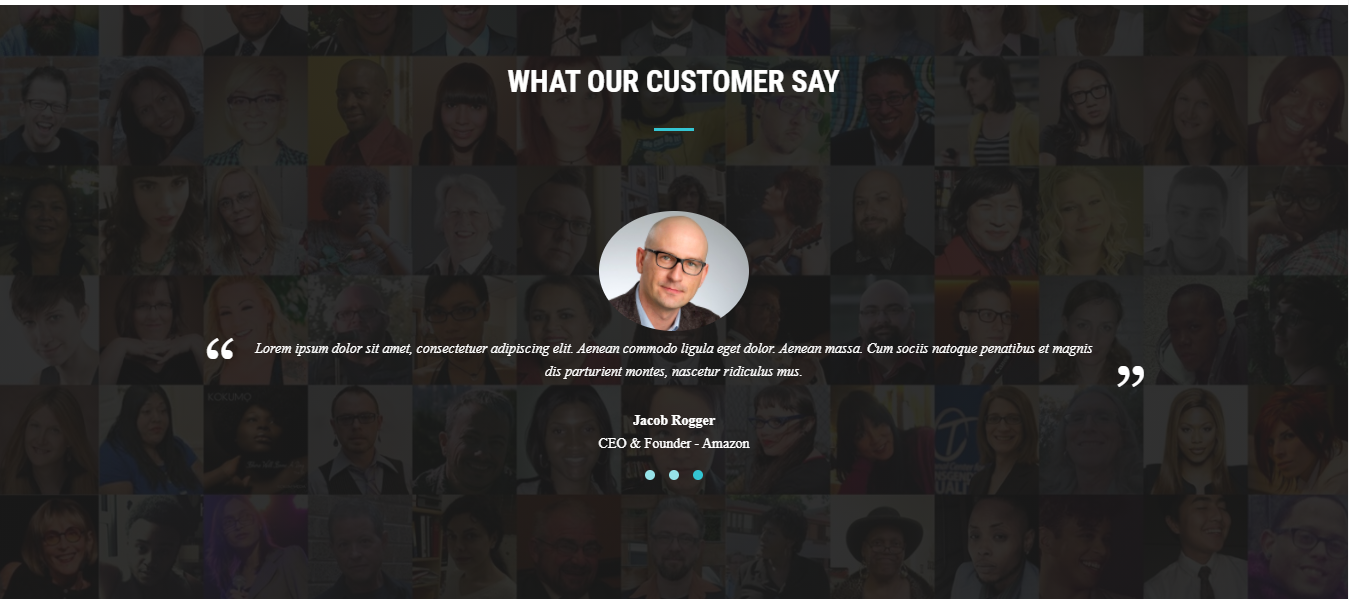 WHAT OUR CUSTOMER SAY
“ Lorem ipsum dolor sit amet, consectetuer adipiscing elit. Aenean commodo ligula eget dolor. Aenean massa. Cum sociis natoque penatibus et magnis
dis parturient montes, nascetur ridiculus mus. ”
KOKUMO
Jacob Rogger
CEO & Founder - Amazon